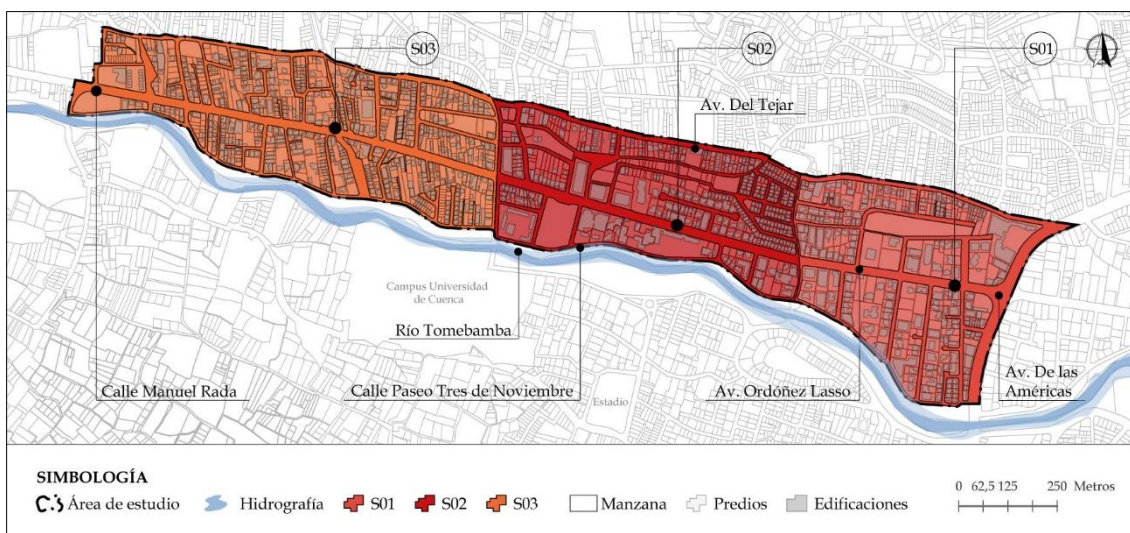 S03
S02
S01
Av. Del Tejar
Campus Universidad
de Cuenca
Río Tomebamba
Calle Manuel Rada
Calle Paseo Tres de Noviembre
Estadio
Av. Ordóñez Lasso
Av. De las
Américas
SIMBOLOGÍA
Área de estudio
Hidrografía
S01
S02
S03
Manzana
Predios
Edificaciones
0 62,5 125 250 Metros